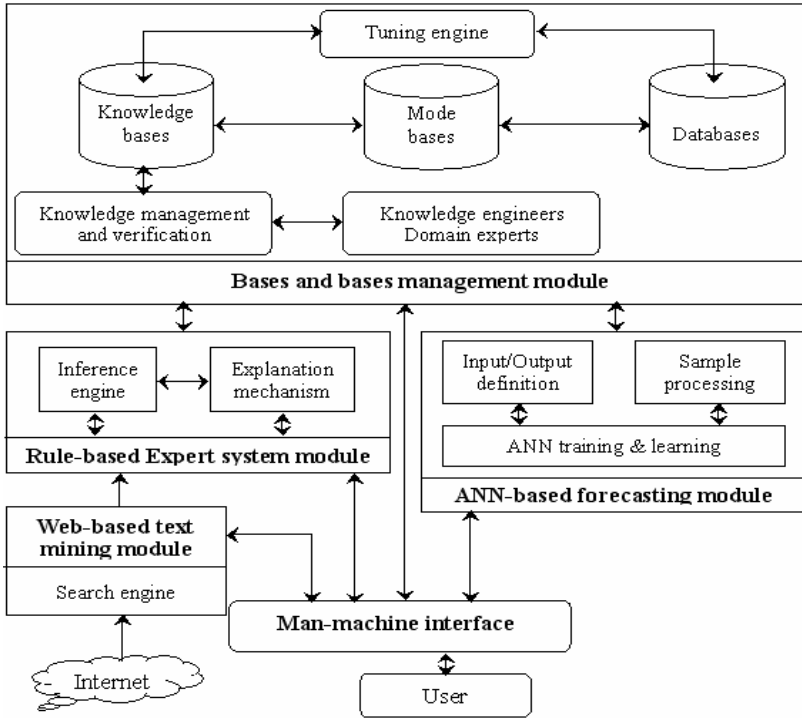 Tuning engine
Knowledge
bases
Mode
bases
Databases
Knowledge management
and verification
Knowledge engineers
Domain experts
Bases and bases management module
Inference
engine
Explanation
mechanism
Rule-based Expert system module
Input/Output
definition
Sample
processing
ANN training & learning
ANN-based forecasting module
Web-based text
mining module
Search engine
Internet
Man-machine interface
User